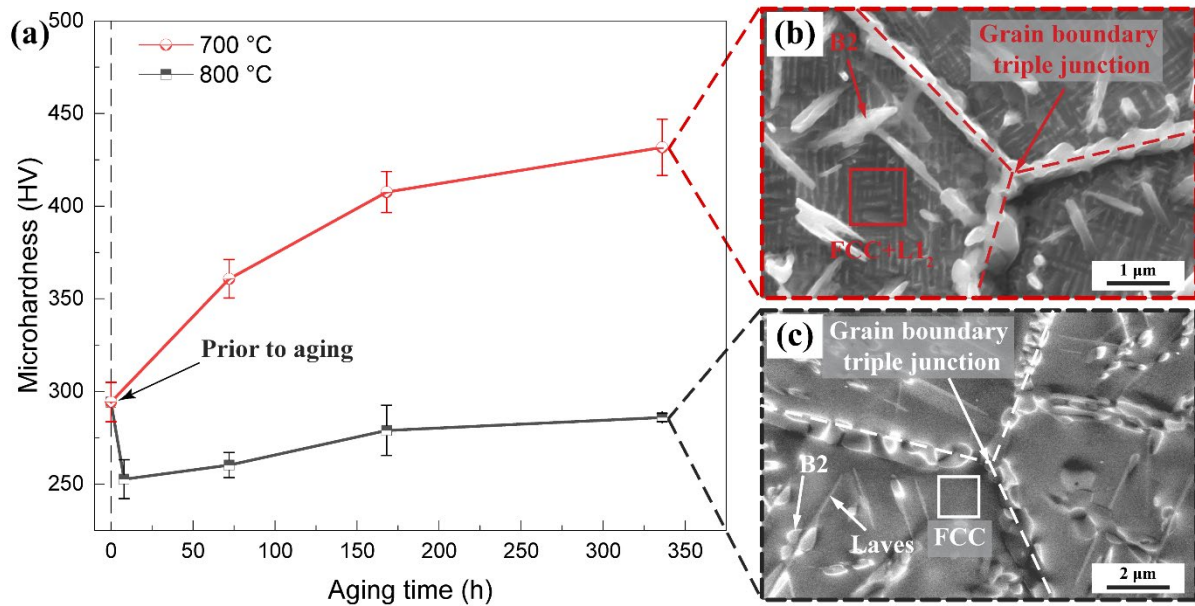 (a)
700 °C
800 °C
Prior to aging
Microhardness (HV)
500
450
400
350
300
250
0
50
100
150
200
250
300
350
Aging time (h)
(b)
B2
Grain boundary
triple junction
FCC+L1₂
1 μm
(c)
Grain boundary
triple junction
B2
Laves
FCC
2 μm